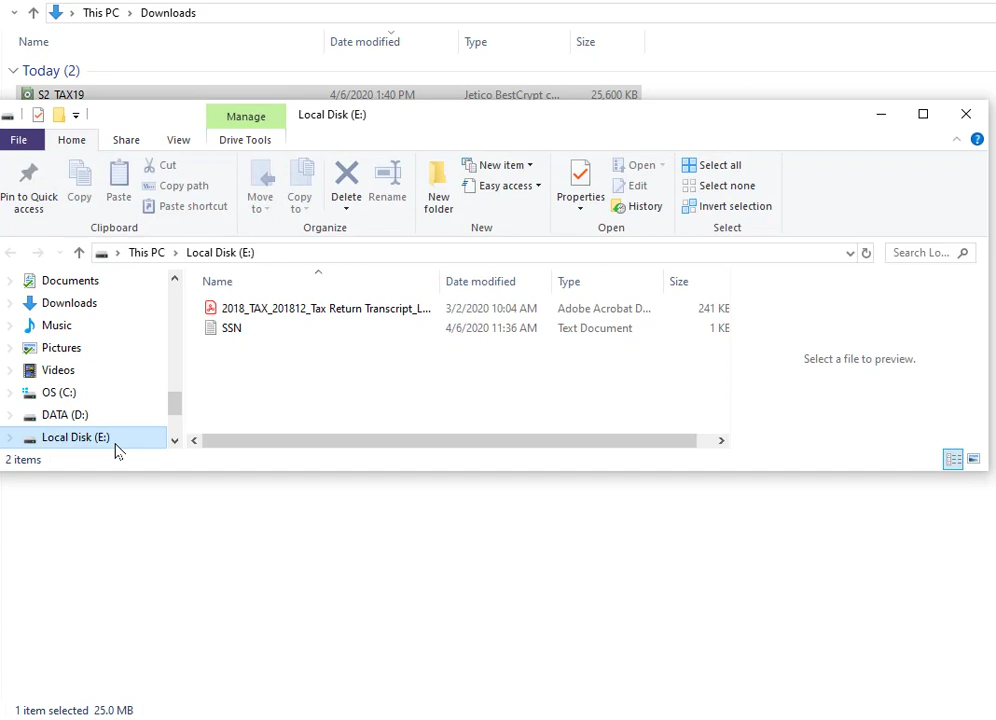 This PC > Downloads
Name Date modified Type Size
Today (2)
S2_TAX19 4/6/2020 1:40 PM Jetico BestCrypt c... 25,600 KB
Manage Local Disk (E:)
File Home Share View Drive Tools
Pin to Quick access
Copy
Paste
Cut
Copy path
Paste shortcut
Clipboard
Move to
Copy to
Delete
Rename
Organize
New folder
New item
Easy access
New
Properties
Open
Edit
History
Open
Select all
Select none
Invert selection
Select
This PC > Local Disk (E:) Search Lo...
Documents
Downloads
Music
Pictures
Videos
OS (C:)
DATA (D:)
Local Disk (E:)
Name Date modified Type Size
2018_TAX_201812_Tax Return Transcript_L... 3/2/2020 10:04 AM Adobe Acrobat D... 241 KB
SSN 4/6/2020 11:36 AM Text Document 1 KB
Select a file to preview.
2 items
1 item selected 25.0 MB